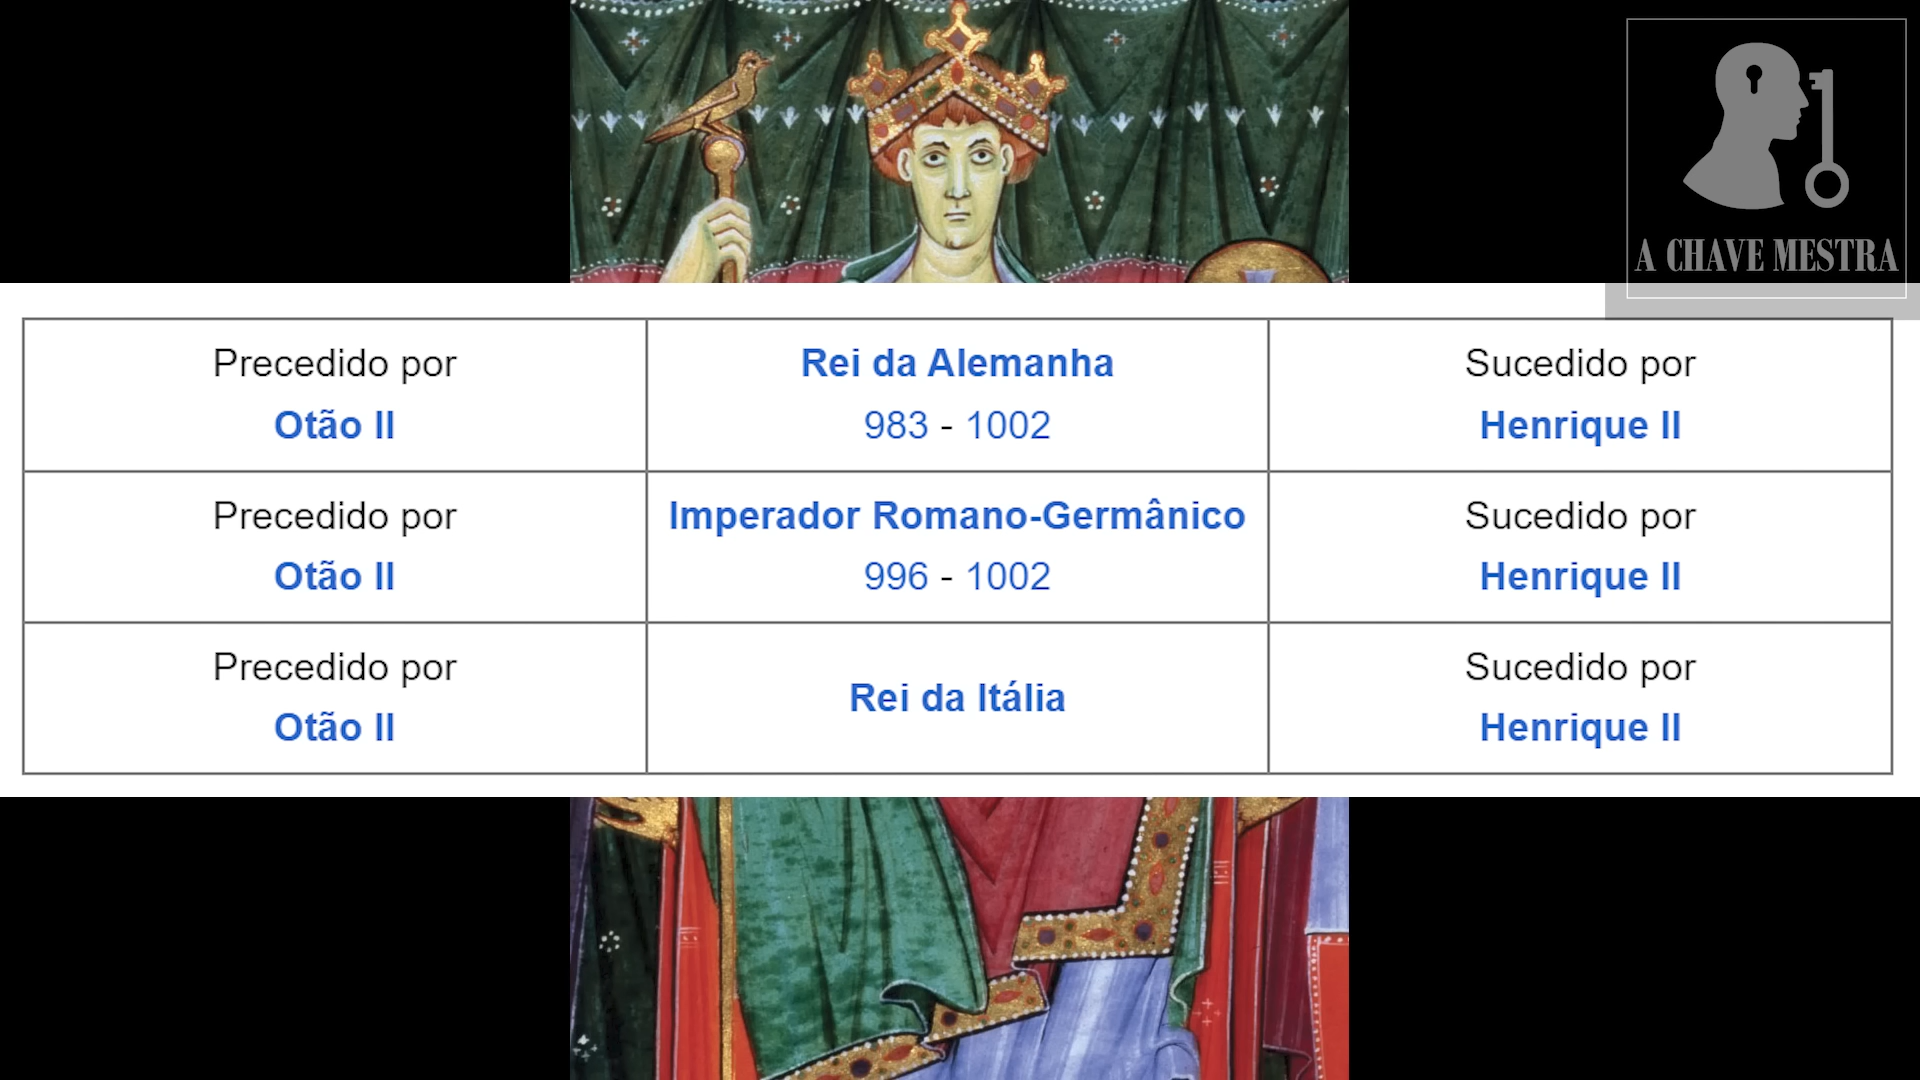 A CHAVE MESTRA
Precedido por
Otão II
Rei da Alemanha
983 - 1002
Sucedido por
Henrique II
Precedido por
Otão II
Imperador Romano-Germânico
996 - 1002
Sucedido por
Henrique II
Precedido por
Otão II
Rei da Itália
Sucedido por
Henrique II